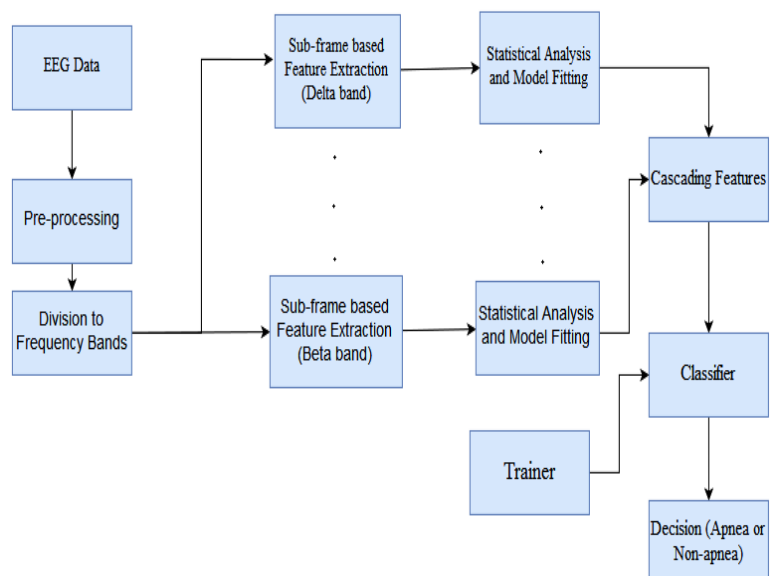 EEG Data
Pre-processing
Division to
Frequency Bands
Sub-frame based
Feature Extraction
(Delta band)
Statistical Analysis
and Model Fitting
Sub-frame based
Feature Extraction
(Beta band)
Statistical Analysis
and Model Fitting
Cascading Features
Trainer
Classifier
Decision (Apnea or
Non-apnea)